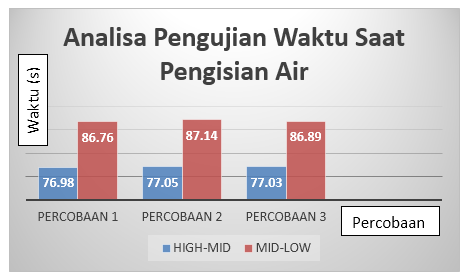 Analisa Pengujian Waktu Saat
Pengisian Air
Waktu (s)
86.76
87.14
86.89
76.98
77.05
77.03
PERCOBAAN 1
PERCOBAAN 2
PERCOBAAN 3
Percobaan
HIGH-MID
MID-LOW